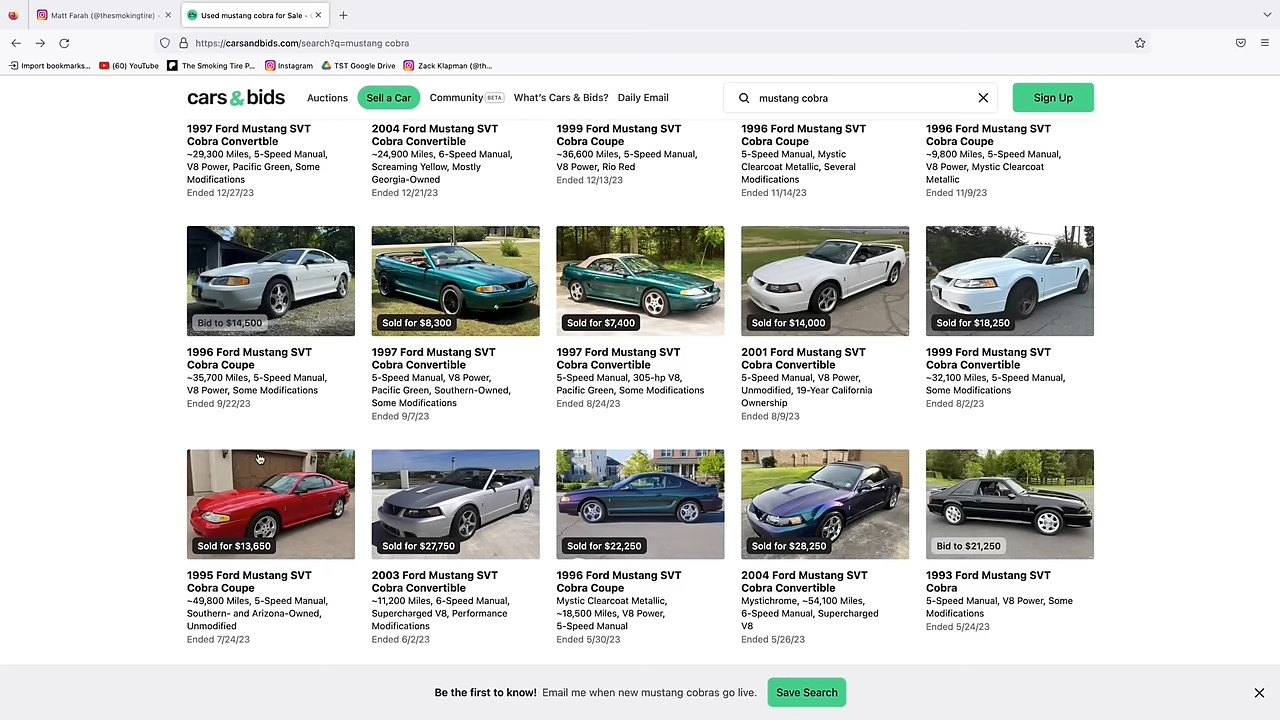 Matt Farah (@thesmokingtire) -
Used mustang cobra for Sale -
https://carsandbids.com/search?q=mustang cobra
Import bookmarks...
(60) YouTube
The Smoking Tire P...
Instagram
TST Google Drive
Zack Klapman (@th...
cars&bids
Auctions
Sell a Car
Community BETA
What's Cars & Bids?
Daily Email
mustang cobra
Sign Up
1997 Ford Mustang SVT
Cobra Convertble
~29,300 Miles, 5-Speed Manual,
V8 Power, Pacific Green, Some
Modifications
Ended 12/27/23
2004 Ford Mustang SVT
Cobra Convertible
~24,900 Miles, 6-Speed Manual,
Screaming Yellow, Mostly
Georgia-Owned
Ended 12/21/23
1999 Ford Mustang SVT
Cobra Coupe
~36,600 Miles, 5-Speed Manual,
V8 Power, Rio Red
Ended 12/13/23
1996 Ford Mustang SVT
Cobra Coupe
5-Speed Manual, Mystic
Clearcoat Metallic, Several
Modifications
Ended 11/14/23
1996 Ford Mustang SVT
Cobra Coupe
~9,800 Miles, 5-Speed Manual,
V8 Power, Mystic Clearcoat
Metallic
Ended 11/9/23
Bid to $14,500
1996 Ford Mustang SVT
Cobra Coupe
~35,700 Miles, 5-Speed Manual,
V8 Power, Some Modifications
Ended 9/22/23
Sold for $8,300
1997 Ford Mustang SVT
Cobra Convertible
5-Speed Manual, V8 Power,
Pacific Green, Southern-Owned,
Some Modifications
Ended 9/7/23
Sold for $7,400
1997 Ford Mustang SVT
Cobra Convertible
5-Speed Manual, 305-hp V8,
Pacific Green, Some Modifications
Ended 8/24/23
Sold for $14,000
2001 Ford Mustang SVT
Cobra Convertible
5-Speed Manual, V8 Power,
Unmodified, 19-Year California
Ownership
Ended 8/9/23
Sold for $18,250
1999 Ford Mustang SVT
Cobra Convertible
~32,100 Miles, 5-Speed Manual,
Some Modifications
Ended 8/2/23
Sold for $13,650
1995 Ford Mustang SVT
Cobra Coupe
~49,800 Miles, 5-Speed Manual,
Southern- and Arizona-Owned,
Unmodified
Ended 7/24/23
Sold for $27,750
2003 Ford Mustang SVT
Cobra Convertible
~11,200 Miles, 6-Speed Manual,
Supercharged V8, Performance
Modifications
Ended 6/2/23
Sold for $22,250
1996 Ford Mustang SVT
Cobra Coupe
Mystic Clearcoat Metallic,
~18,500 Miles, V8 Power,
5-Speed Manual
Ended 5/30/23
Sold for $28,250
2004 Ford Mustang SVT
Cobra Convertible
Mystichrome, ~54,100 Miles,
6-Speed Manual, Supercharged
V8
Ended 5/26/23
Bid to $21,250
1993 Ford Mustang SVT
Cobra
5-Speed Manual, V8 Power, Some
Modifications
Ended 5/24/23
Be the first to know! Email me when new mustang cobras go live.
Save Search